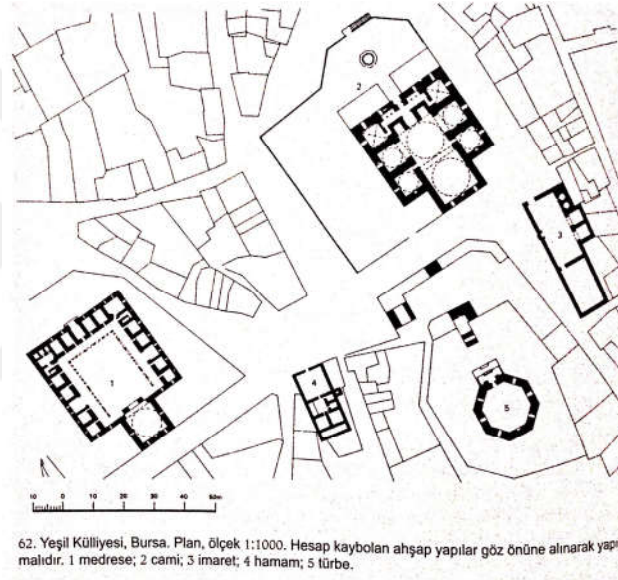 2
3
1
4
5
10 0 10 20 30 40 50m
62. Yeşil Külliyesi, Bursa. Plan, ölçek 1:1000. Hesap kaybolan ahşap yapılar göz önüne alınarak yapı
malıdır. 1 medrese; 2 cami; 3 imaret; 4 hamam; 5 türbe.